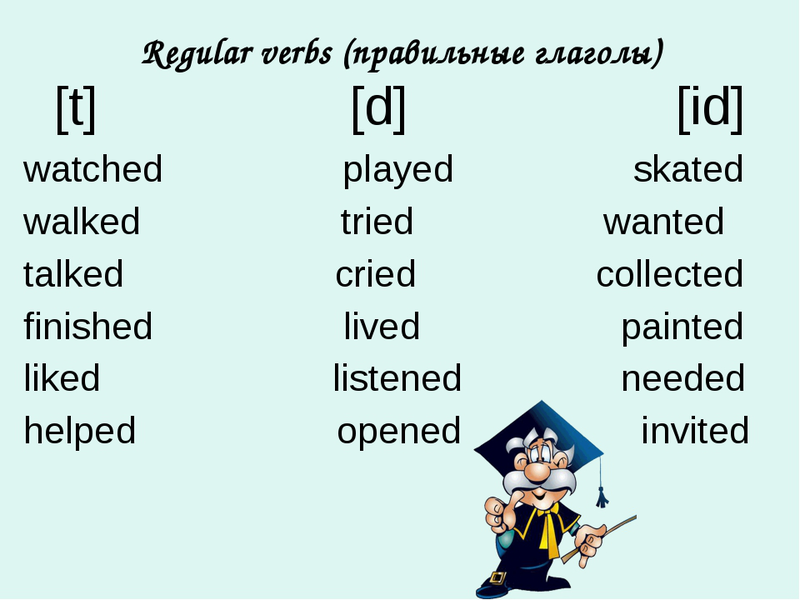 Regular verbs (правильные глаголы)
[t] [d] [id]
watched played skated
walked tried wanted
talked cried collected
finished lived painted
liked listened needed
helped opened invited